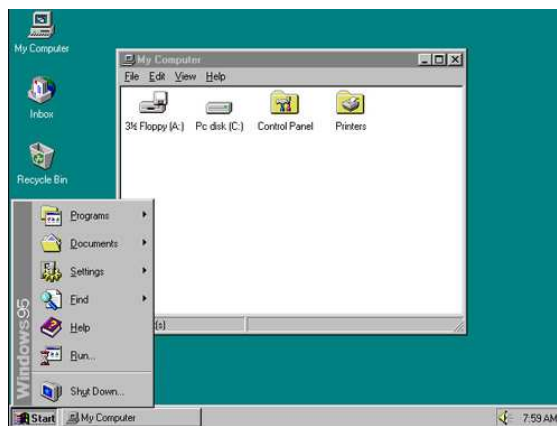 My Computer
Inbox
Recycle Bin
My Computer
File Edit View Help
3½ Floppy (A:) Pc disk (C:) Control Panel Printers
(s)
Programs
Documents
Settings
Find
Help
Run...
Shut Down...
Windows95
Start My Computer 7:59 AM